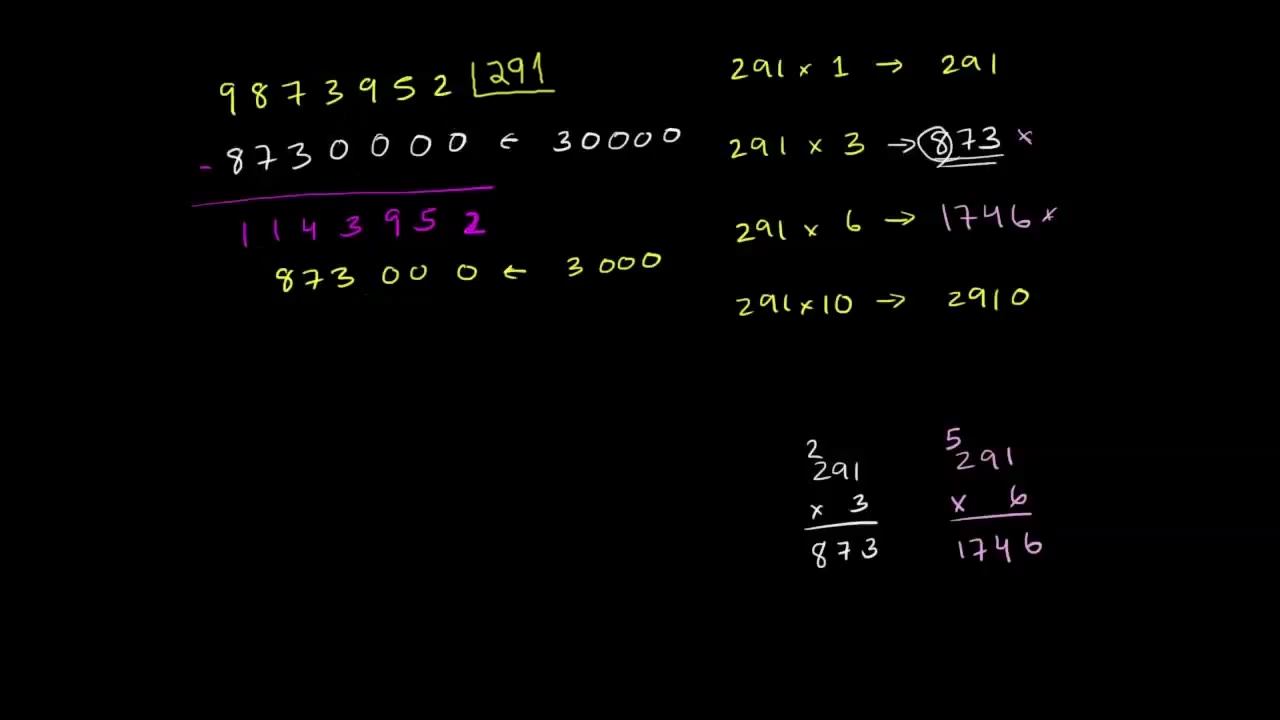 9873952 291
- 8730000 ← 30000
1143952
873000 ← 3000
291 × 1 → 291
291 × 3 → 873 ×
291 × 6 → 1746 ×
291 × 10 → 2910
2
291
× 3
873
5
291
× 6
1746